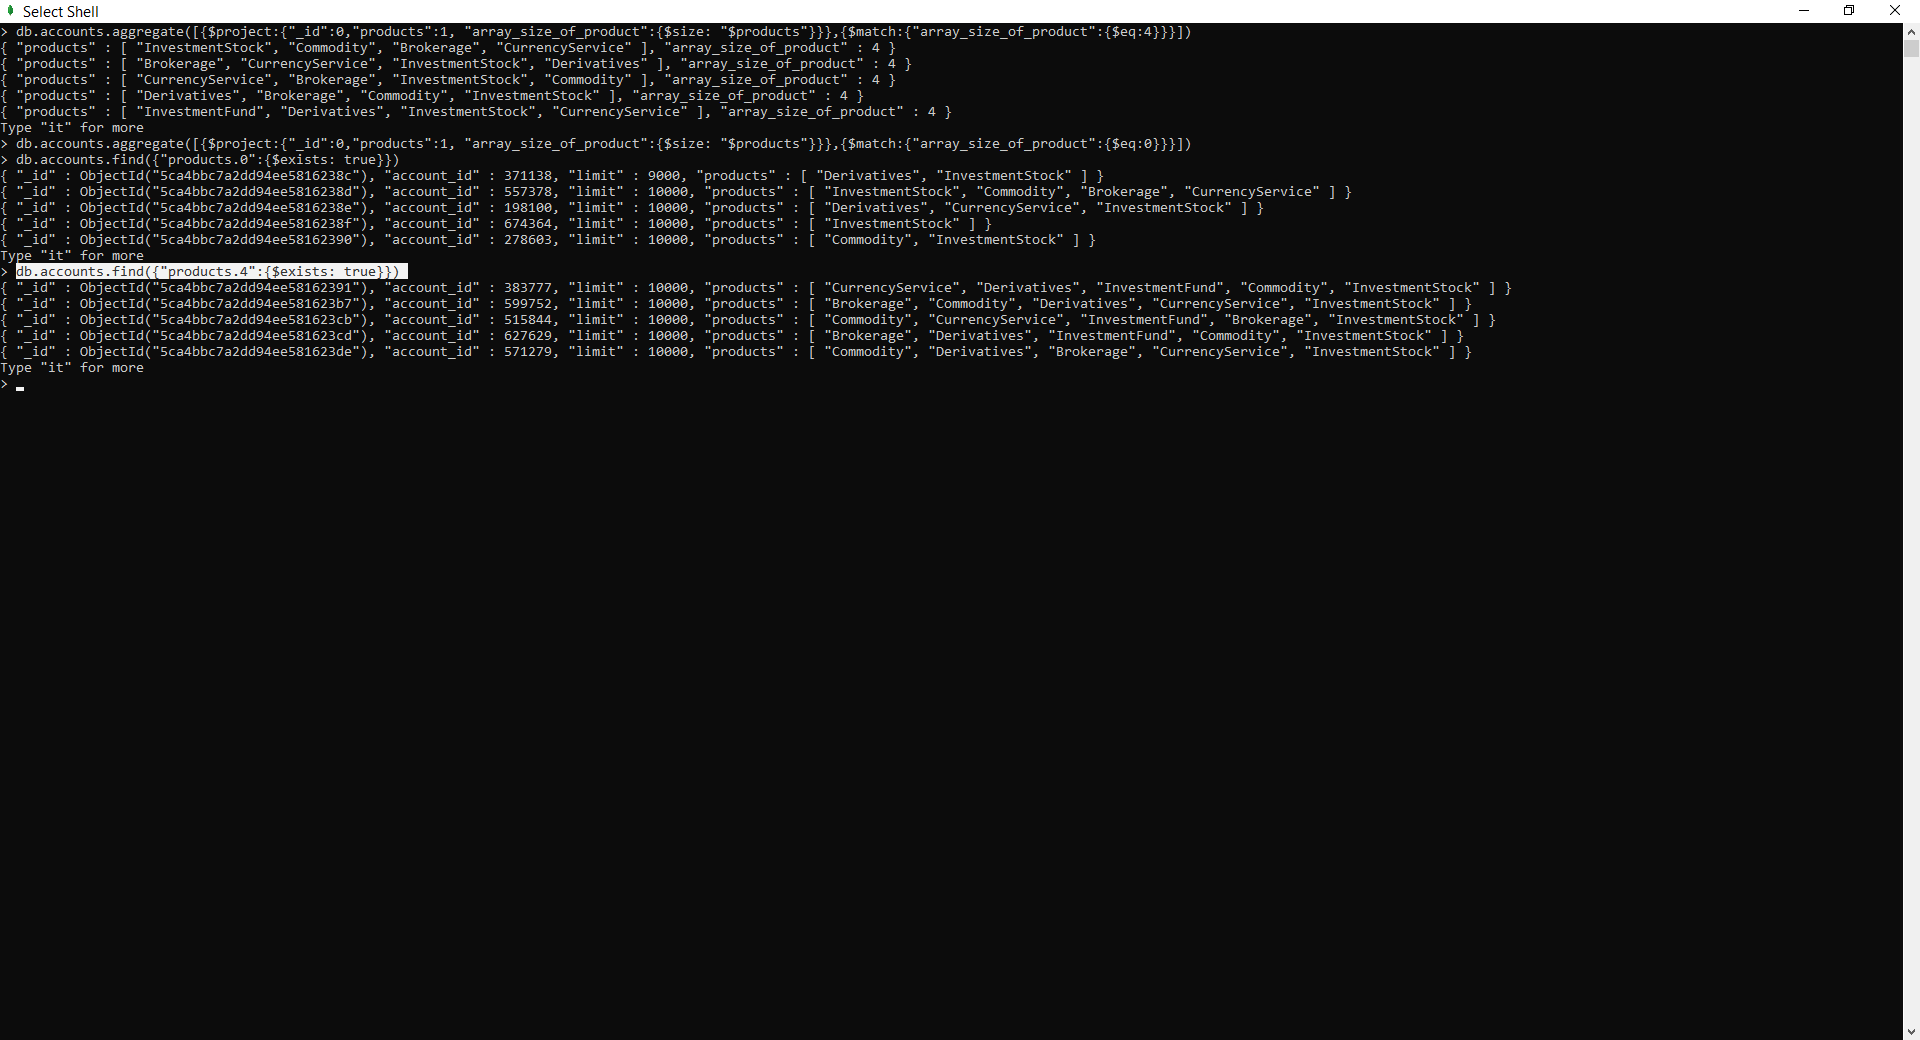 Select Shell
> db.accounts.aggregate([{$project:{"_id":0,"products":1, "array_size_of_product":{$size: "$products"}}},{$match:{"array_size_of_product":{$eq:4}}}])
{ "products" : [ "InvestmentStock", "Commodity", "Brokerage", "CurrencyService" ], "array_size_of_product" : 4 }
{ "products" : [ "Brokerage", "CurrencyService", "InvestmentStock", "Derivatives" ], "array_size_of_product" : 4 }
{ "products" : [ "CurrencyService", "Brokerage", "InvestmentStock", "Commodity" ], "array_size_of_product" : 4 }
{ "products" : [ "Derivatives", "Brokerage", "Commodity", "InvestmentStock" ], "array_size_of_product" : 4 }
{ "products" : [ "InvestmentFund", "Derivatives", "InvestmentStock", "CurrencyService" ], "array_size_of_product" : 4 }
Type "it" for more
> db.accounts.aggregate([{$project:{"_id":0,"products":1, "array_size_of_product":{$size: "$products"}}},{$match:{"array_size_of_product":{$eq:0}}}])
> db.accounts.find({"products.0":{$exists: true}})
{ "_id" : ObjectId("5ca4bbc7a2dd94ee5816238c"), "account_id" : 371138, "limit" : 9000, "products" : [ "Derivatives", "InvestmentStock" ] }
{ "_id" : ObjectId("5ca4bbc7a2dd94ee5816238d"), "account_id" : 557378, "limit" : 10000, "products" : [ "InvestmentStock", "Commodity", "Brokerage", "CurrencyService" ] }
{ "_id" : ObjectId("5ca4bbc7a2dd94ee5816238e"), "account_id" : 198100, "limit" : 10000, "products" : [ "Derivatives", "CurrencyService", "InvestmentStock" ] }
{ "_id" : ObjectId("5ca4bbc7a2dd94ee5816238f"), "account_id" : 674364, "limit" : 10000, "products" : [ "InvestmentStock" ] }
{ "_id" : ObjectId("5ca4bbc7a2dd94ee58162390"), "account_id" : 278603, "limit" : 10000, "products" : [ "Commodity", "InvestmentStock" ] }
Type "it" for more
> db.accounts.find({"products.4":{$exists: true}})
{ "_id" : ObjectId("5ca4bbc7a2dd94ee58162391"), "account_id" : 383777, "limit" : 10000, "products" : [ "CurrencyService", "Derivatives", "InvestmentFund", "Commodity", "InvestmentStock" ] }
{ "_id" : ObjectId("5ca4bbc7a2dd94ee581623b7"), "account_id" : 599752, "limit" : 10000, "products" : [ "Brokerage", "Commodity", "Derivatives", "CurrencyService", "InvestmentStock" ] }
{ "_id" : ObjectId("5ca4bbc7a2dd94ee581623cb"), "account_id" : 515844, "limit" : 10000, "products" : [ "Commodity", "CurrencyService", "InvestmentFund", "Brokerage", "InvestmentStock" ] }
{ "_id" : ObjectId("5ca4bbc7a2dd94ee581623cd"), "account_id" : 627629, "limit" : 10000, "products" : [ "Brokerage", "Derivatives", "InvestmentFund", "Commodity", "InvestmentStock" ] }
{ "_id" : ObjectId("5ca4bbc7a2dd94ee581623de"), "account_id" : 571279, "limit" : 10000, "products" : [ "Commodity", "Derivatives", "Brokerage", "CurrencyService", "InvestmentStock" ] }
Type "it" for more
>